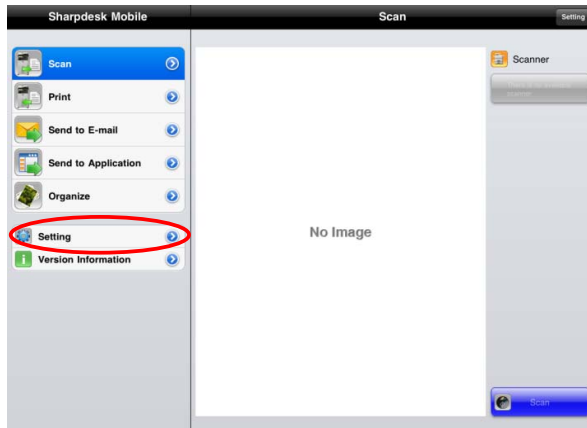 Sharpdesk Mobile
Scan
Setting
Scan
Print
Send to E-mail
Send to Application
Organize
Setting
Version Information
No Image
Scanner
Scan